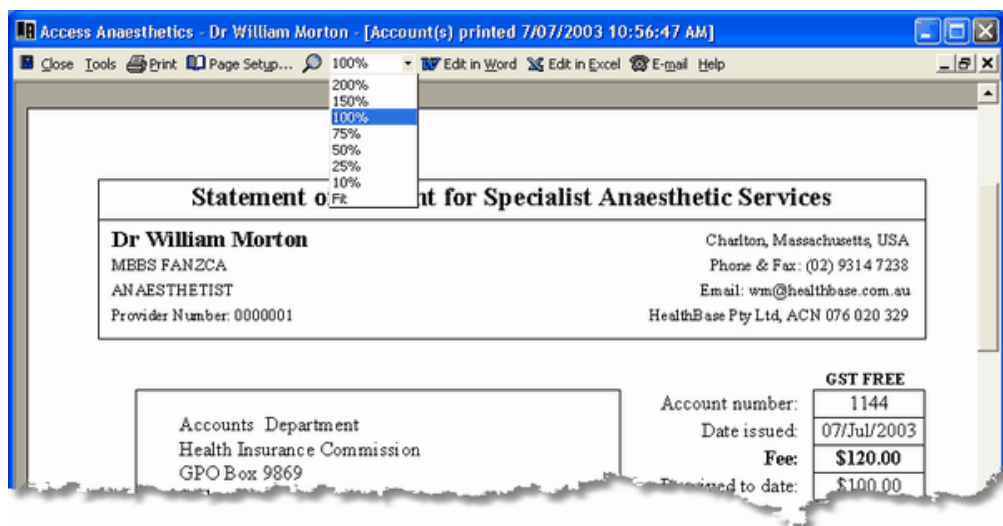 Access Anaesthetics - Dr William Morton - [Account(s) printed 7/07/2003 10:56:47 AM]
Close Tools Print Page Setup... 100% Edit in Word Edit in Excel E-mail Help
200%
150%
100%
75%
50%
25%
10%
Fit
Statement o nt for Specialist Anaesthetic Services
Dr William Morton
Charlton, Massachusetts, USA
MBBS FANZCA
Phone & Fax: (02) 9314 7238
ANAESTHETIST
Email: wm@healthbase.com.au
Provider Number: 0000001
HealthBase Pty Ltd, ACN 076 020 329
GST FREE
Account number: 1144
Accounts Department
Date issued: 07/Jul/2003
Health Insurance Commission
Fee: $120.00
GPO Box 9869
to date: $100.00